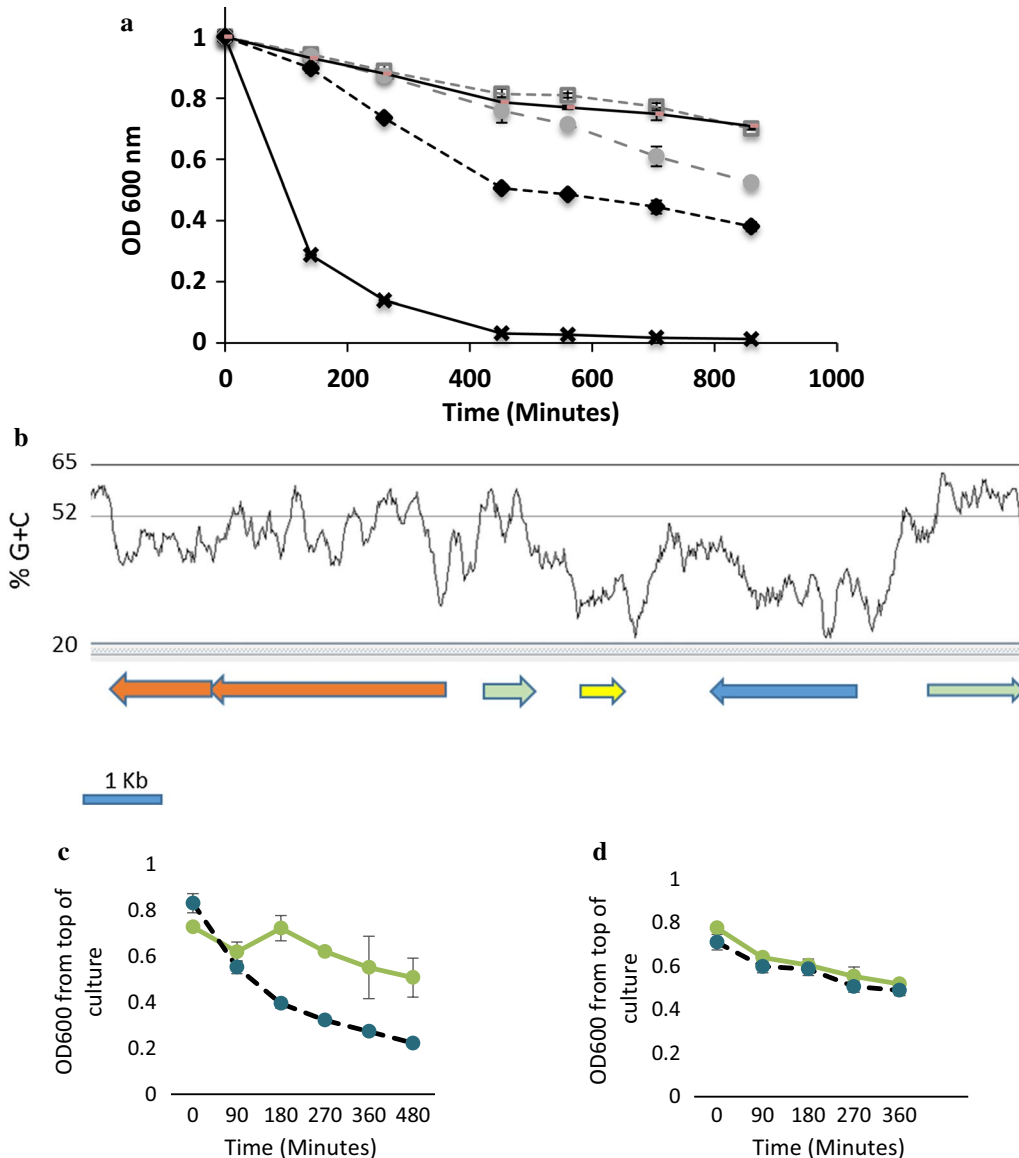 a
1
0.8
0.6
0.4
0.2
0
OD 600 nm
0 200 400 600 800 1000
Time (Minutes)
b
65
52
20
% G+C
1 Kb
c
1
0.8
0.6
0.4
0.2
0
OD600 from top of
culture
0 90 180 270 360 480
Time (Minutes)
d
1
0.8
0.6
0.4
0.2
0
OD600 from top of
culture
0 90 180 270 360
Time (Minutes)